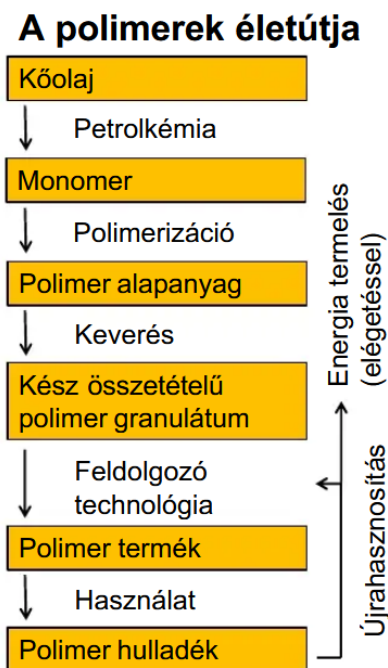 A polimerek életútja
Kőolaj
Petrolkémia
Monomer
Polimerizáció
Polimer alapanyag
Keverés
Kész összetételű
polimer granulátum
Feldolgozó
technológia
Polimer termék
Használat
Polimer hulladék
Újrahasznosítás
Energia termelés
(elégetéssel)